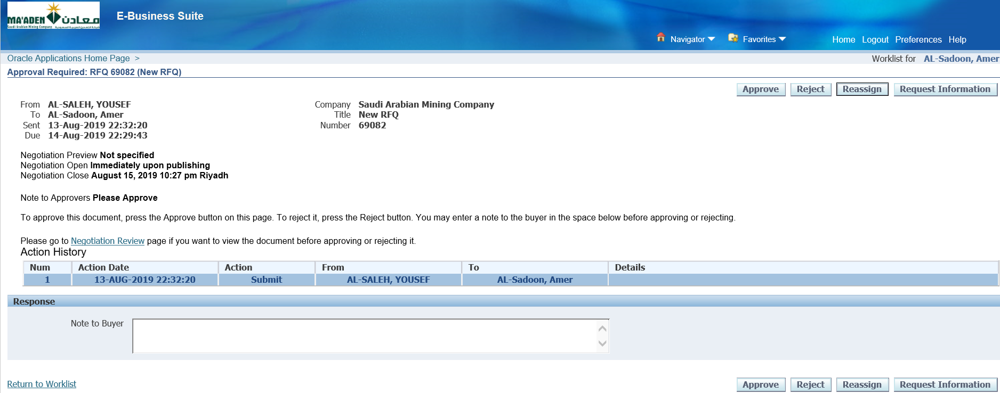 MA'ADEN معادن
Saudi Arabian Mining Company
E-Business Suite
Navigator Favorites Home Logout Preferences Help
Oracle Applications Home Page > Worklist for AL-Sadoon, Amer
Approval Required: RFQ 69082 (New RFQ)
Approve Reject Reassign Request Information
From AL-SALEH, YOUSEF Company Saudi Arabian Mining Company
To AL-Sadoon, Amer Title New RFQ
Sent 13-Aug-2019 22:32:20 Number 69082
Due 14-Aug-2019 22:29:43
Negotiation Preview Not specified
Negotiation Open Immediately upon publishing
Negotiation Close August 15, 2019 10:27 pm Riyadh
Note to Approvers Please Approve
To approve this document, press the Approve button on this page. To reject it, press the Reject button. You may enter a note to the buyer in the space below before approving or rejecting.
Please go to Negotiation Review page if you want to view the document before approving or rejecting it.
Action History
Num Action Date Action From To Details
1 13-AUG-2019 22:32:20 Submit AL-SALEH, YOUSEF AL-Sadoon, Amer
Response
Note to Buyer
Return to Worklist Approve Reject Reassign Request Information